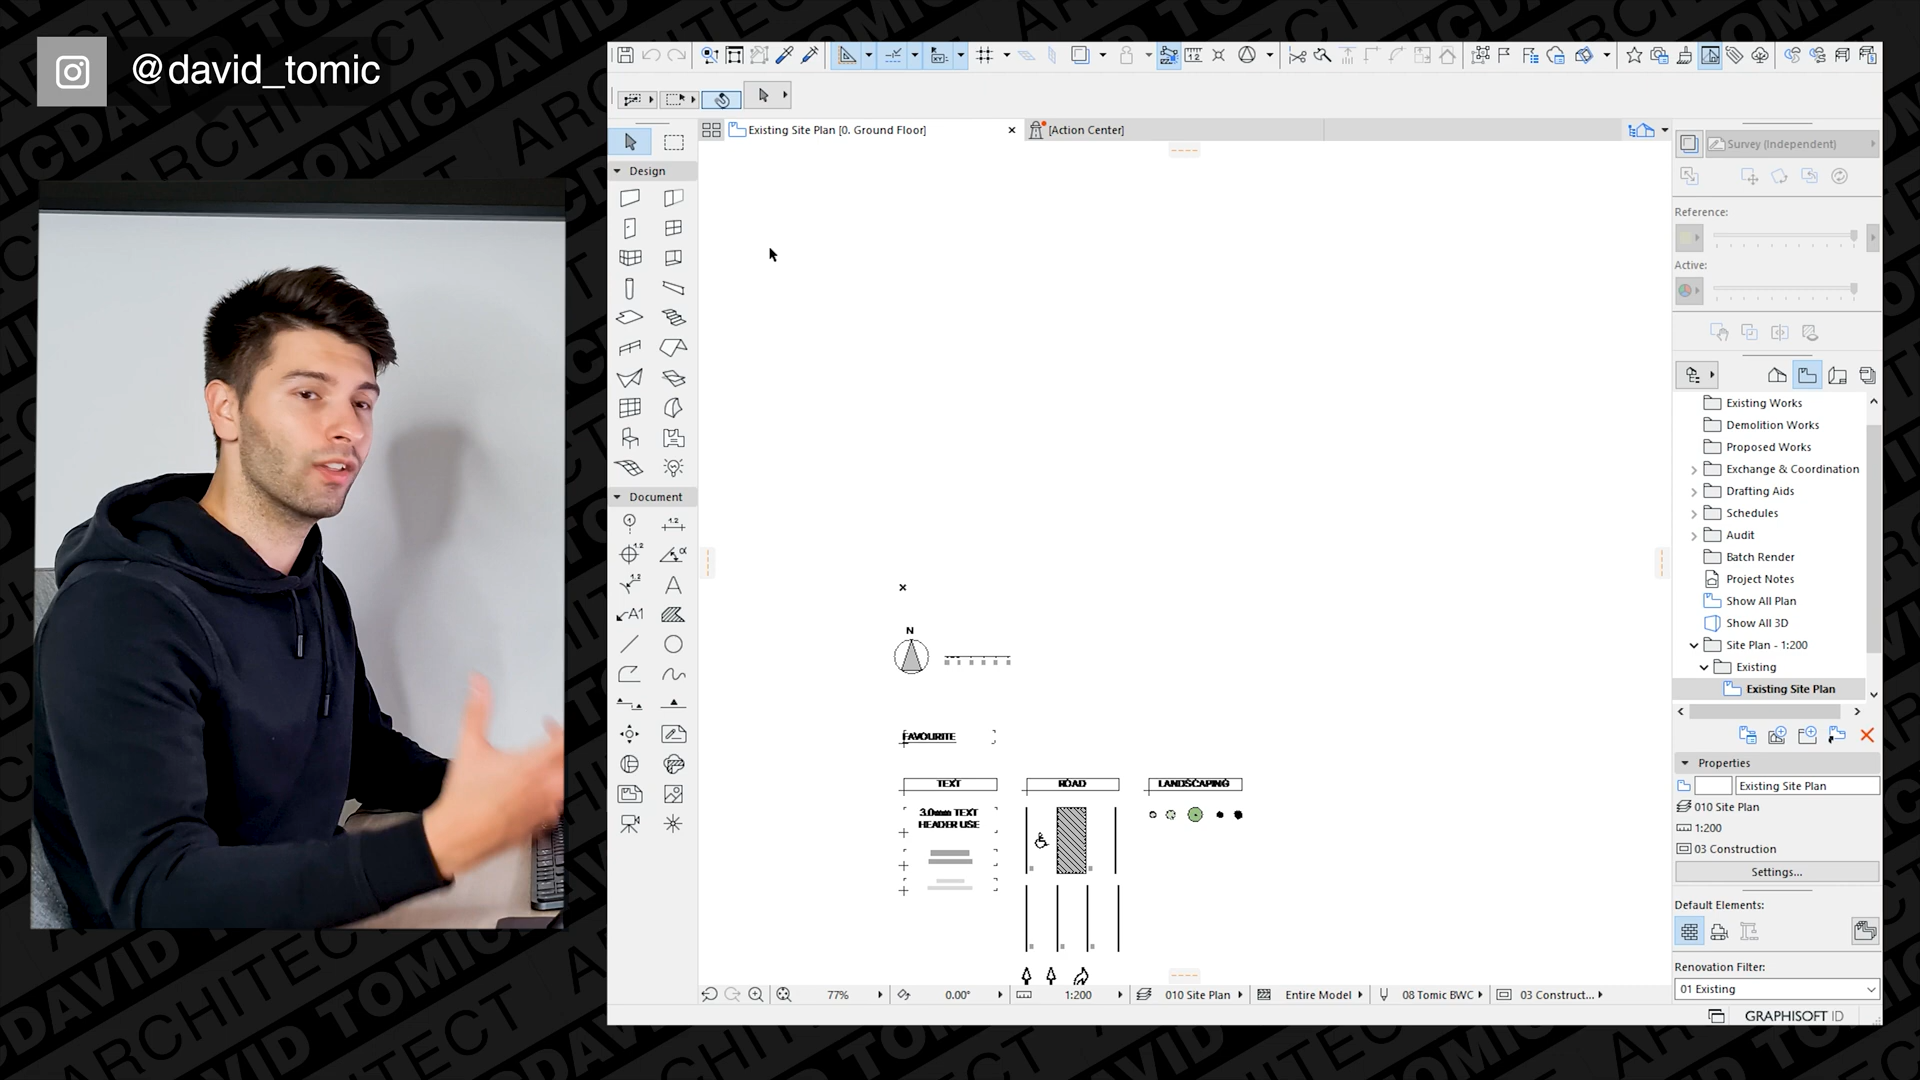 @david_tomic
Existing Site Plan [0. Ground Floor]
[Action Center]
Survey (Independent)
Design
Reference:
Active:
Existing Works
Demolition Works
Proposed Works
Exchange & Coordination
Drafting Aids
Schedules
Document
Audit
Batch Render
Project Notes
Show All Plan
Show All 3D
Site Plan - 1:200
Existing
Existing Site Plan
N
FAVOURITE
TEXT
ROAD
LANDSCAPING
3.0mm TEXT
HEADER USE
Properties
Existing Site Plan
010 Site Plan
1:200
03 Construction
Settings...
Default Elements:
Renovation Filter:
01 Existing
77%
0.00°
1:200
010 Site Plan
Entire Model
08 Tomic BWC
03 Construct...
GRAPHISOFT ID
ARCHITECT
DAVID TOMIC